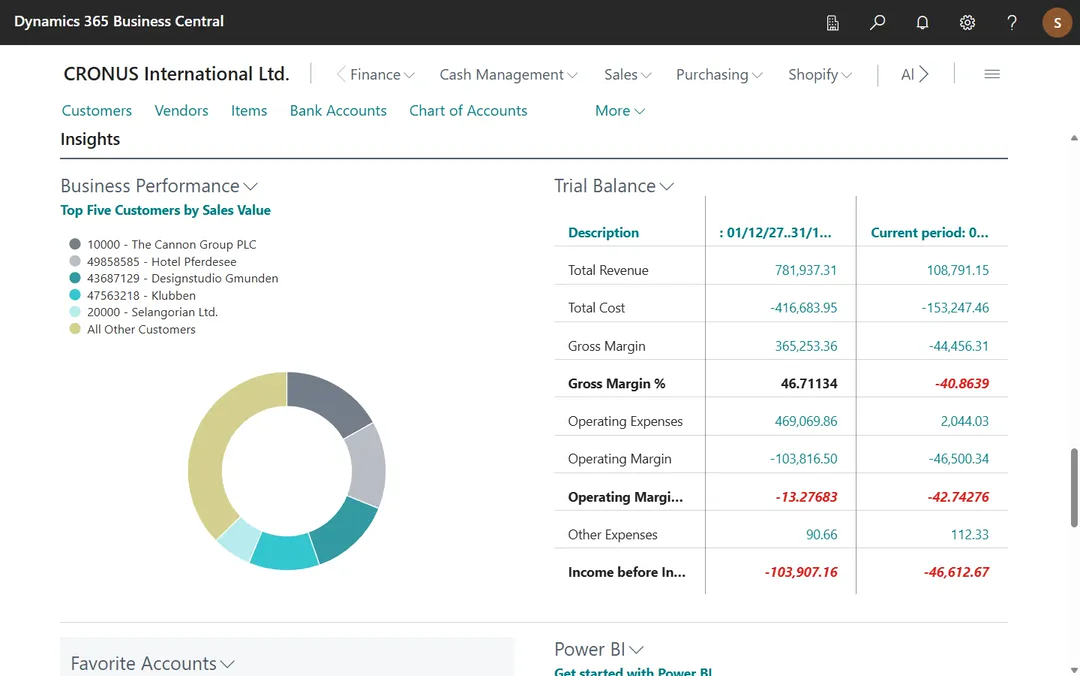 Dynamics 365 Business Central
?
S
CRONUS International Ltd.
Finance Cash Management Sales Purchasing Shopify Al
Customers Vendors Items Bank Accounts Chart of Accounts More
Insights
Business Performance
Top Five Customers by Sales Value
10000 - The Cannon Group PLC
49858585 - Hotel Pferdesee
43687129 - Designstudio Gmunden
47563218 - Klubben
20000 - Selangorian Ltd.
All Other Customers
Trial Balance
Description : 01/12/27..31/1... Current period: 0...
Total Revenue 781,937.31 108,791.15
Total Cost -416,683.95 -153,247.46
Gross Margin 365,253.36 -44,456.31
Gross Margin % 46.71134 -40.8639
Operating Expenses 469,069.86 2,044.03
Operating Margin -103,816.50 -46,500.34
Operating Margi... -13.27683 -42.74276
Other Expenses 90.66 112.33
Income before In... -103,907.16 -46,612.67
Favorite Accounts
Power BI
Get started with Power BI